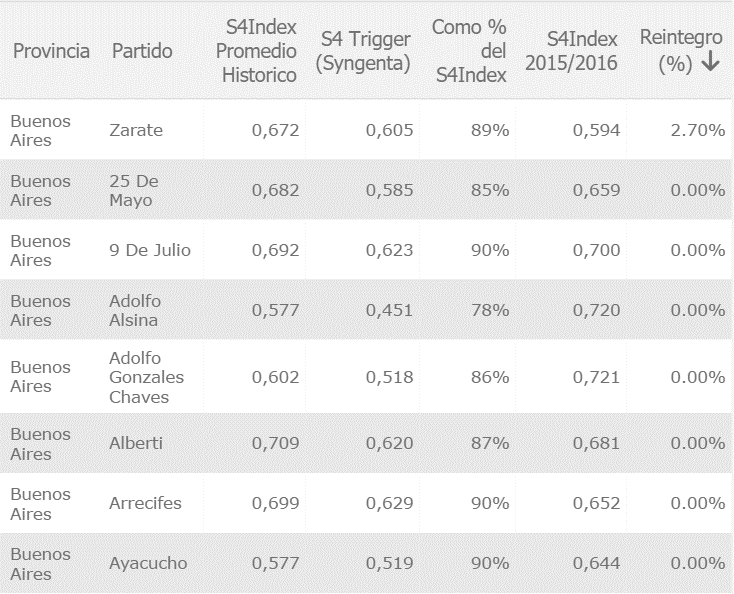 Provincia Partido S4Index Promedio Historico S4 Trigger (Syngenta) Como % del S4Index S4Index 2015/2016 Reintegro (%) ↓
Buenos Aires Zarate 0,672 0,605 89% 0,594 2.70%
Buenos Aires 25 De Mayo 0,682 0,585 85% 0,659 0.00%
Buenos Aires 9 De Julio 0,692 0,623 90% 0,700 0.00%
Buenos Aires Adolfo Alsina 0,577 0,451 78% 0,720 0.00%
Buenos Aires Adolfo Gonzales Chaves 0,602 0,518 86% 0,721 0.00%
Buenos Aires Alberti 0,709 0,620 87% 0,681 0.00%
Buenos Aires Arrecifes 0,699 0,629 90% 0,652 0.00%
Buenos Aires Ayacucho 0,577 0,519 90% 0,644 0.00%